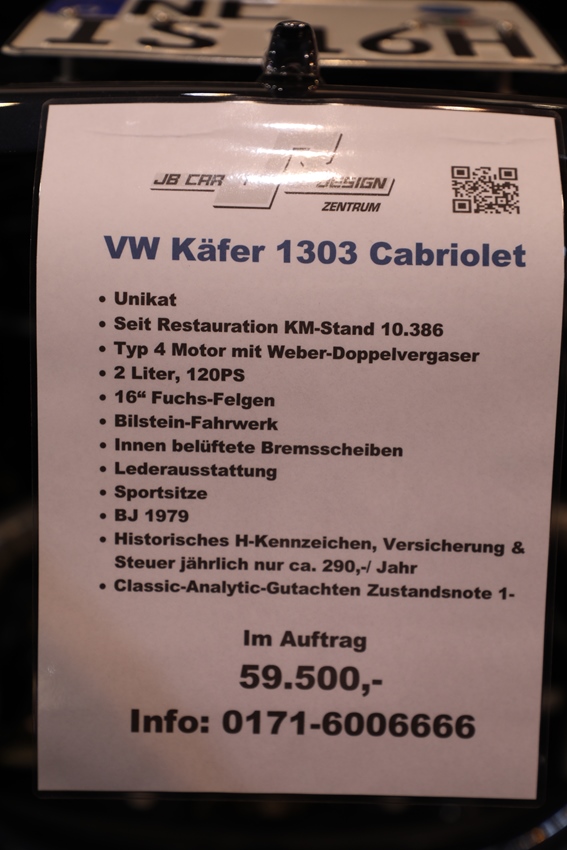 IS 46H
JB CAR DESIGN
ZENTRUM
VW Käfer 1303 Cabriolet
• Unikat
• Seit Restauration KM-Stand 10.386
• Typ 4 Motor mit Weber-Doppelvergaser
• 2 Liter, 120PS
• 16“ Fuchs-Felgen
• Bilstein-Fahrwerk
• Innen belüftete Bremsscheiben
• Lederausstattung
• Sportsitze
• BJ 1979
• Historisches H-Kennzeichen, Versicherung &
Steuer jährlich nur ca. 290,-/ Jahr
• Classic-Analytic-Gutachten Zustandsnote 1-
Im Auftrag
59.500,-
Info: 0171-6006666